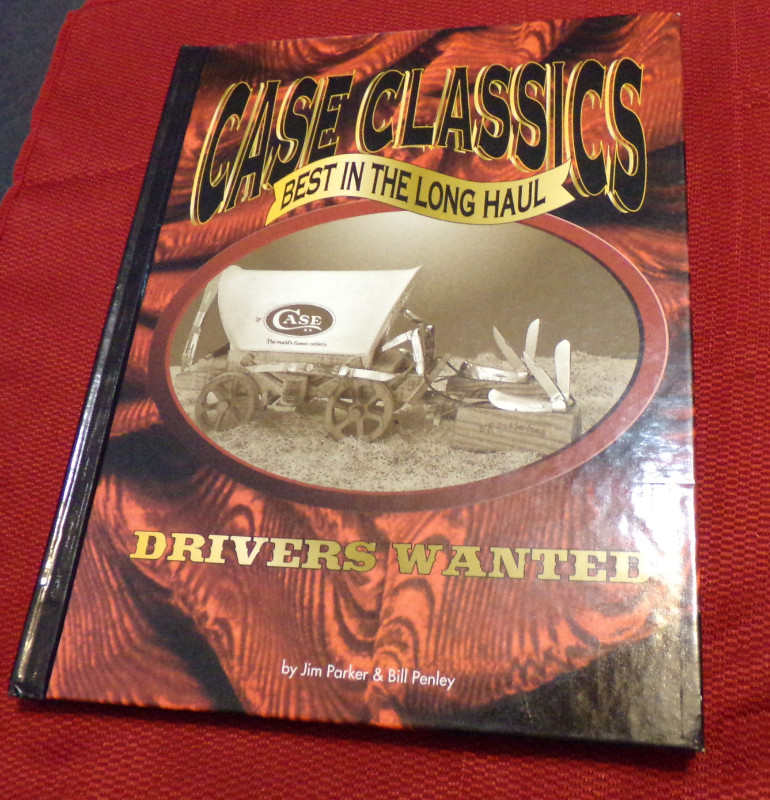 CASE CLASSICS
BEST IN THE LONG HAUL
CASE
XX
The world's finest cutlery.
DRIVERS WANTED
by Jim Parker & Bill Penley